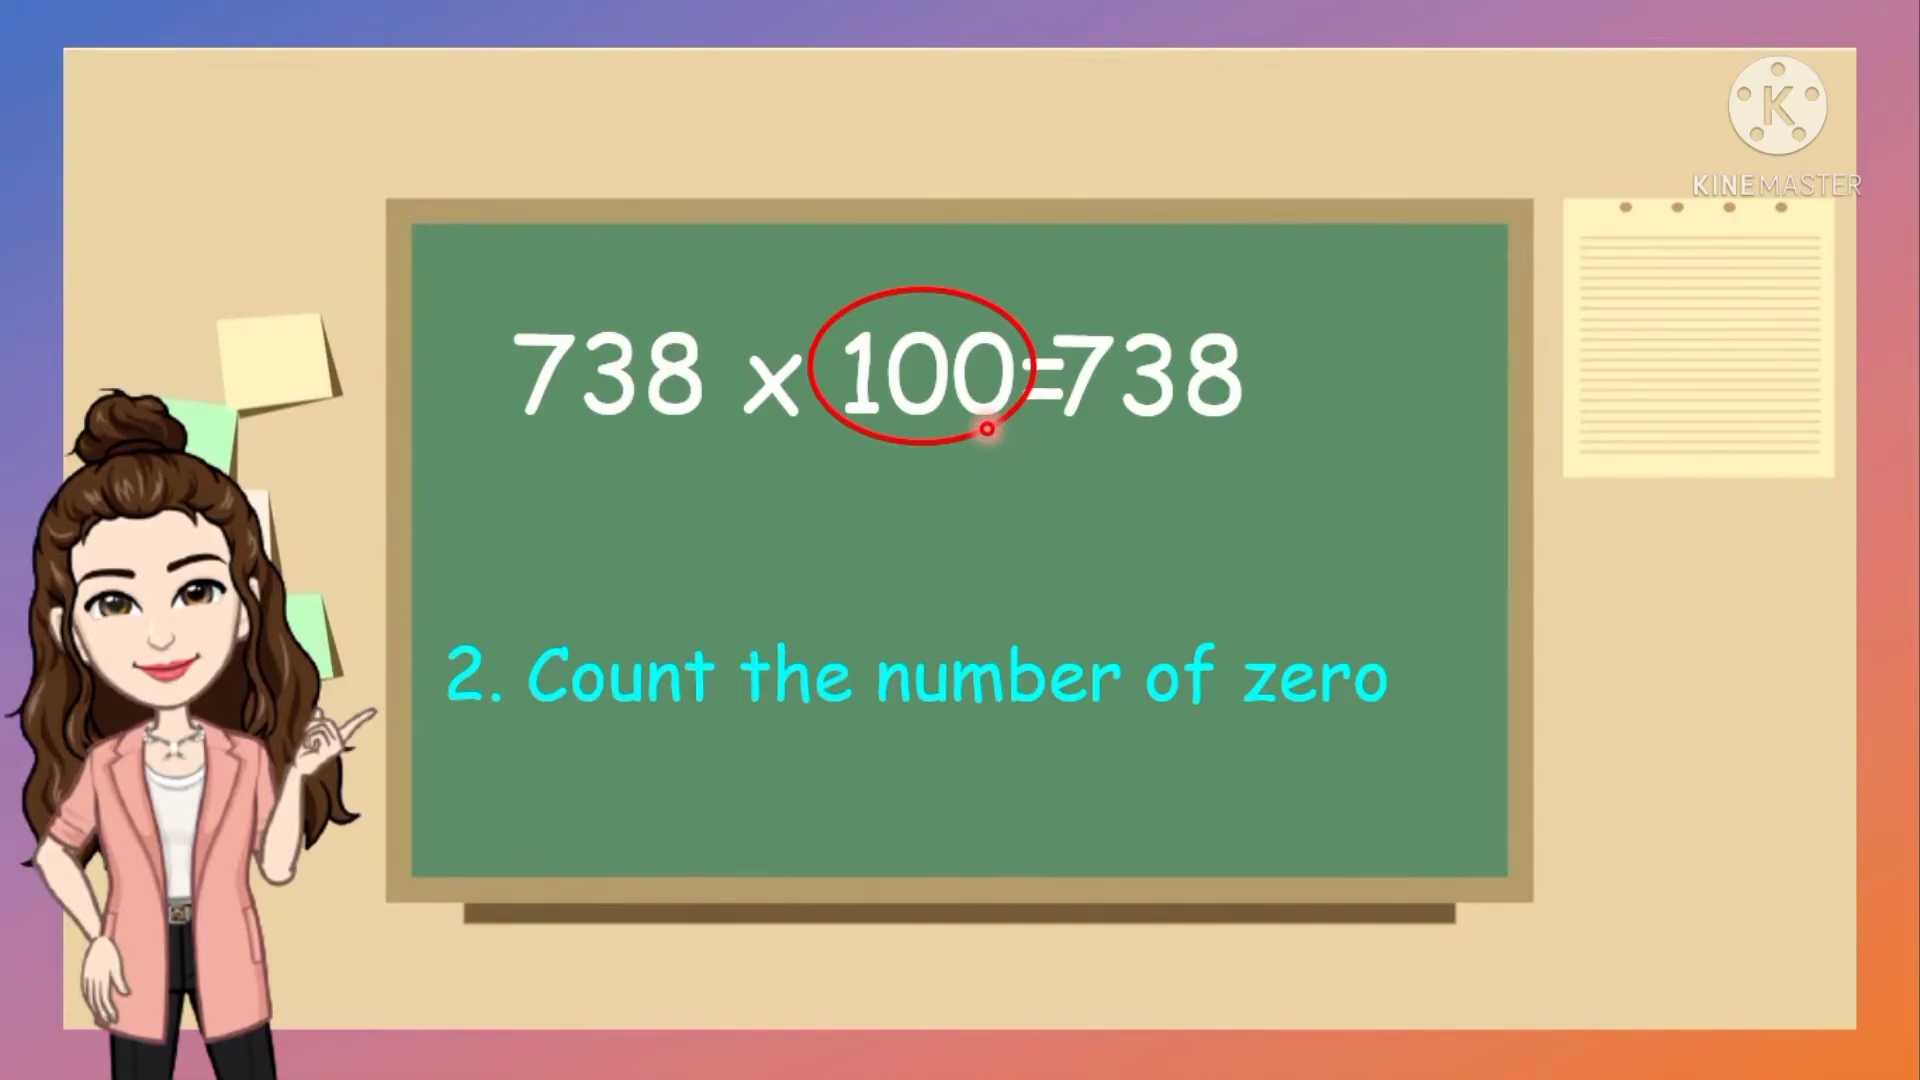 K
KINEMASTER
738 x 100=738
2. Count the number of zero